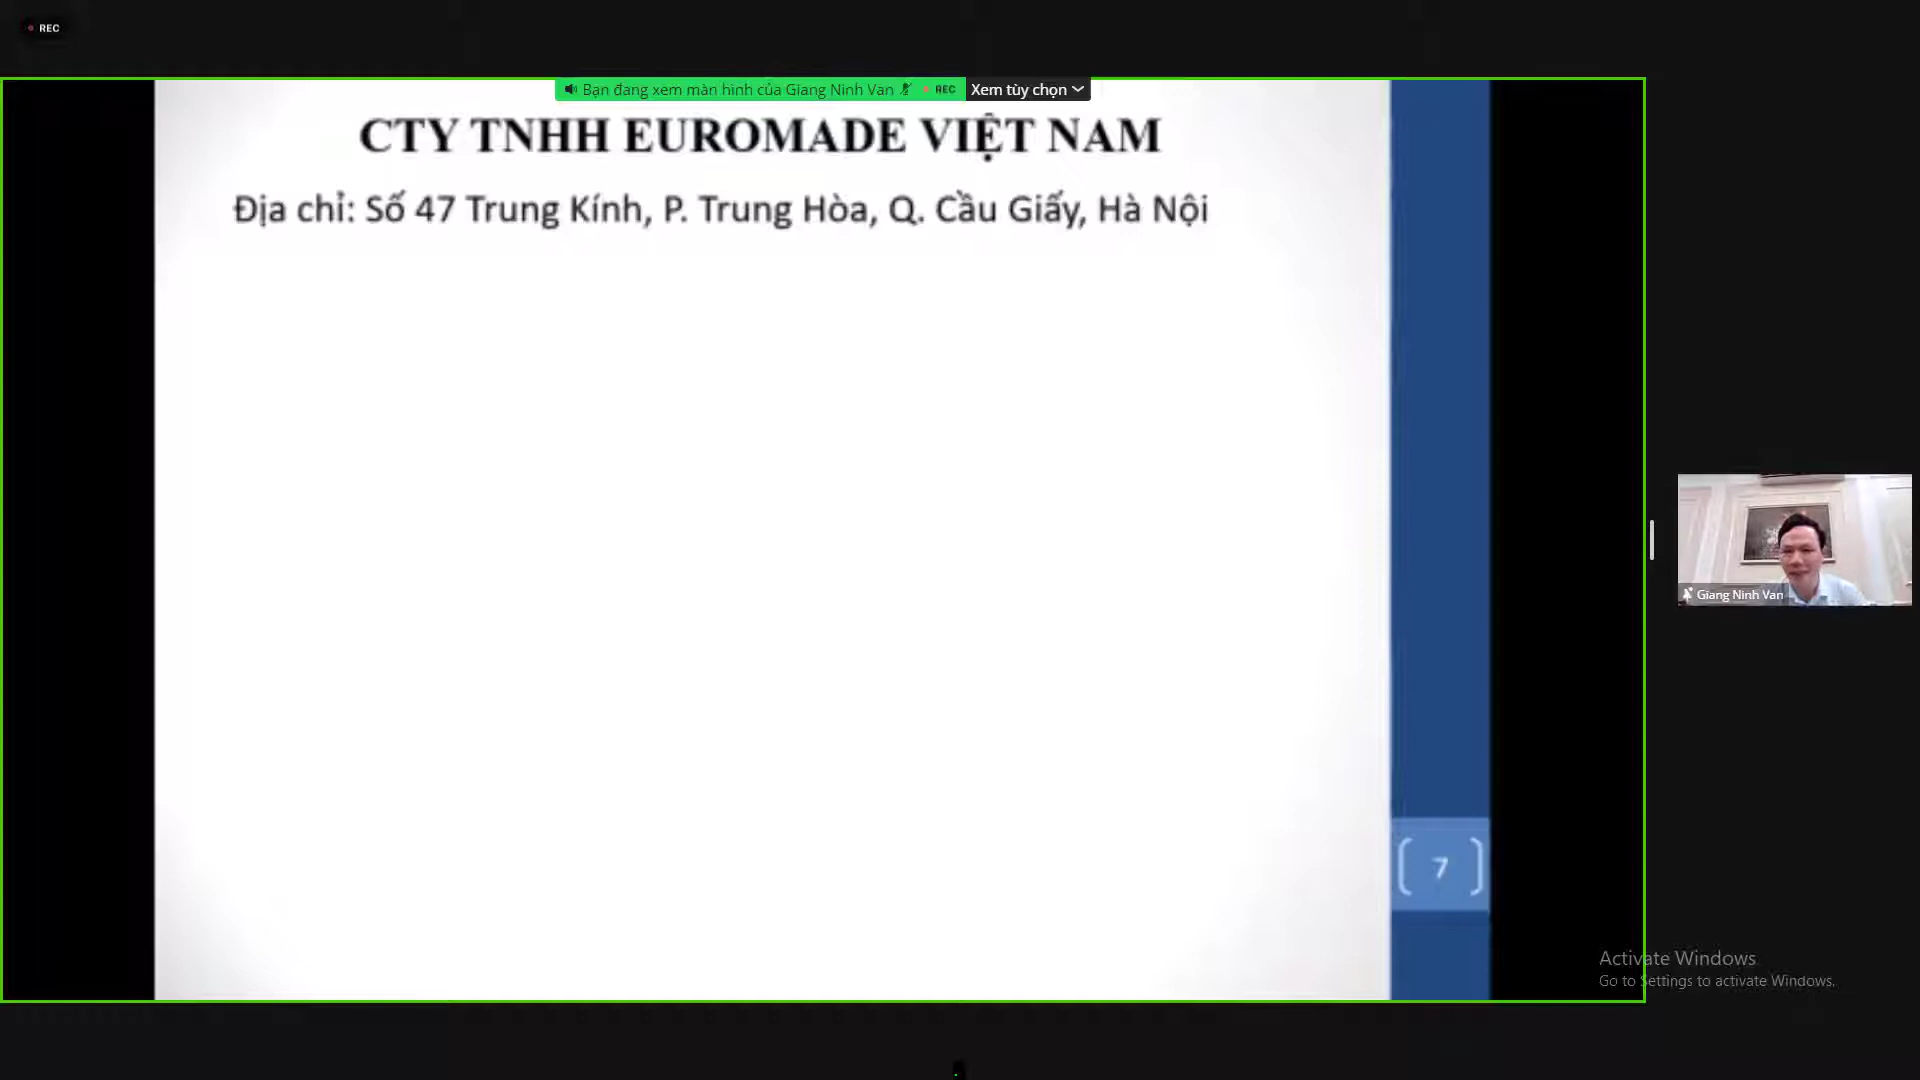 REC
Bạn đang xem màn hình của Giang Ninh Van REC Xem tùy chọn
CTY TNHH EUROMADE VIỆT NAM
Địa chỉ: Số 47 Trung Kính, P. Trung Hòa, Q. Cầu Giấy, Hà Nội
Giang Ninh Van
7
Activate Windows
Go to Settings to activate Windows.